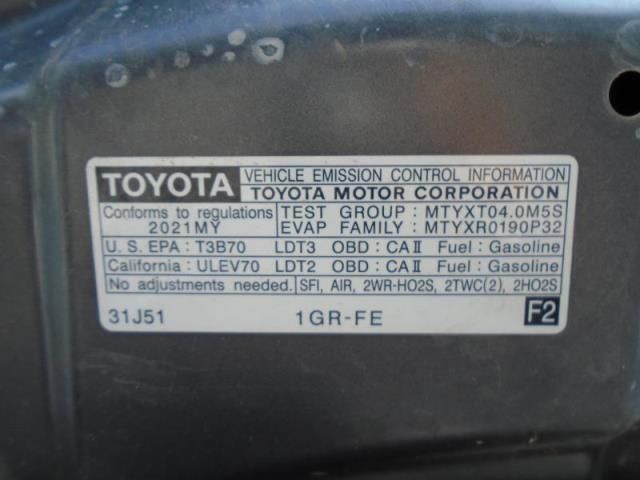 TOYOTA
VEHICLE EMISSION CONTROL INFORMATION
TOYOTA MOTOR CORPORATION
Conforms to regulations
2021MY
TEST GROUP : MTYXT04.0M5S
EVAP FAMILY : MTYXR0190P32
U.S. EPA : T3B70 LDT3 OBD : CAⅡ Fuel : Gasoline
California : ULEV70 LDT2 OBD : CAⅡ Fuel : Gasoline
No adjustments needed. SFI, AIR, 2WR-HO2S, 2TWC(2), 2HO2S
31J51 1GR-FE F2